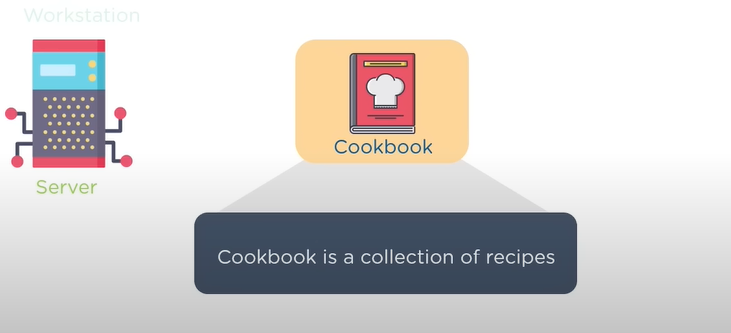 Workstation
Server
Cookbook
Cookbook is a collection of recipes